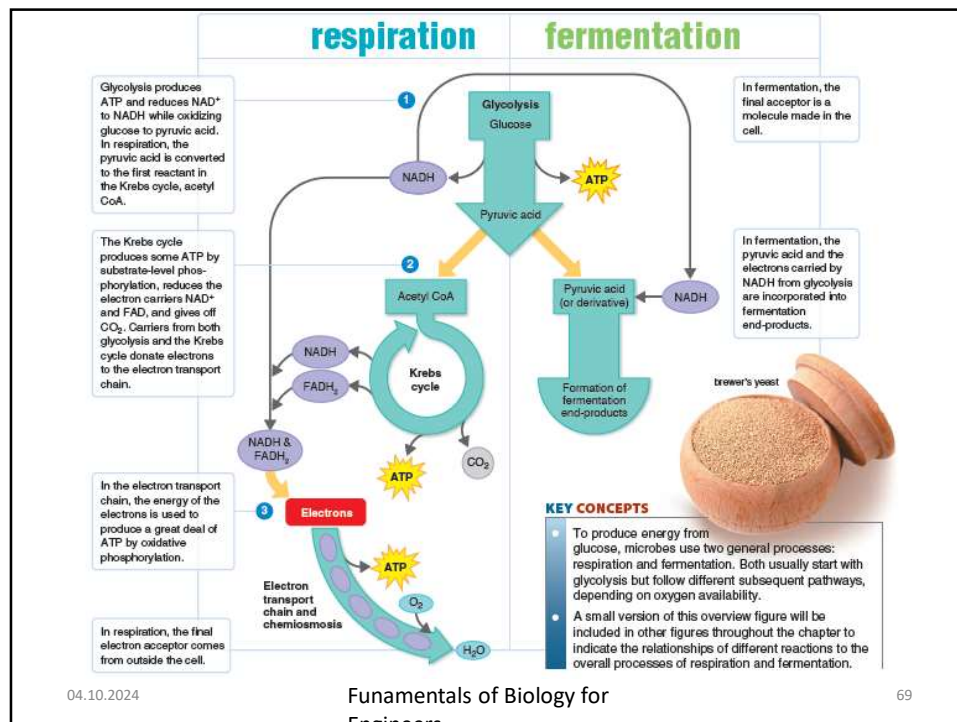 respiration
fermentation
Glycolysis produces
ATP and reduces NAD⁺
to NADH while oxidizing
glucose to pyruvic acid.
In respiration, the
pyruvic acid is converted
to the first reactant in
the Krebs cycle, acetyl
CoA.
1
Glycolysis
Glucose
In fermentation, the
final acceptor is a
molecule made in the
cell.
NADH
ATP
Pyruvic acid
The Krebs cycle
produces some ATP by
substrate-level phos-
phorylation, reduces the
electron carriers NAD⁺
and FAD, and gives off
CO₂. Carriers from both
glycolysis and the Krebs
cycle donate electrons
to the electron transport
chain.
2
Acetyl CoA
Pyruvic acid
(or derivative)
NADH
In fermentation, the
pyruvic acid and the
electrons carried by
NADH from glycolysis
are incorporated into
fermentation
end-products.
NADH
FADH₂
Krebs
cycle
Formation of
fermentation
end-products
brewer's yeast
NADH &
FADH₂
ATP
CO₂
In the electron transport
chain, the energy of the
electrons is used to
produce a great deal of
ATP by oxidative
phosphorylation.
3
Electrons
ATP
Electron
transport
chain and
chemiosmosis
O₂
H₂O
In respiration, the final
electron acceptor comes
from outside the cell.
KEY CONCEPTS
To produce energy from
glucose, microbes use two general processes:
respiration and fermentation. Both usually start with
glycolysis but follow different subsequent pathways,
depending on oxygen availability.
A small version of this overview figure will be
included in other figures throughout the chapter to
indicate the relationships of different reactions to the
overall processes of respiration and fermentation.
04.10.2024
Funamentals of Biology for
Engineers
69